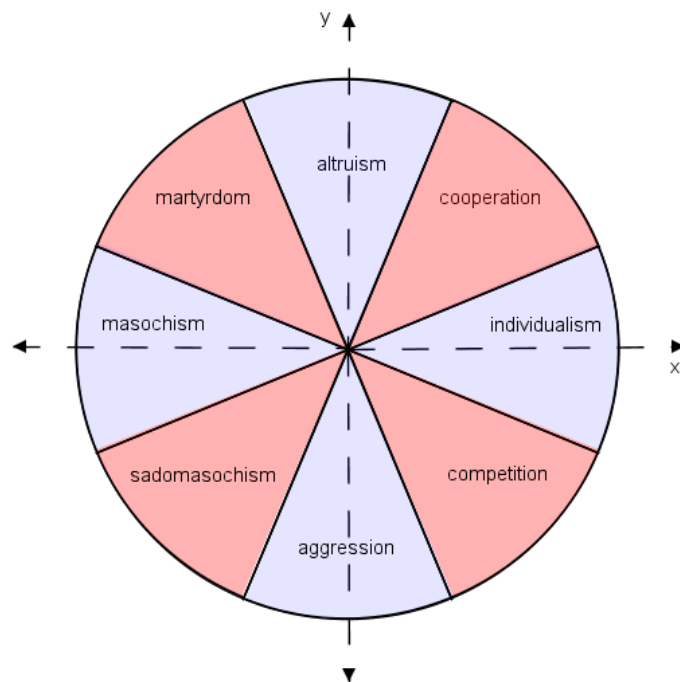 y
altruism
martyrdom
cooperation
masochism
individualism
x
sadomasochism
competition
aggression